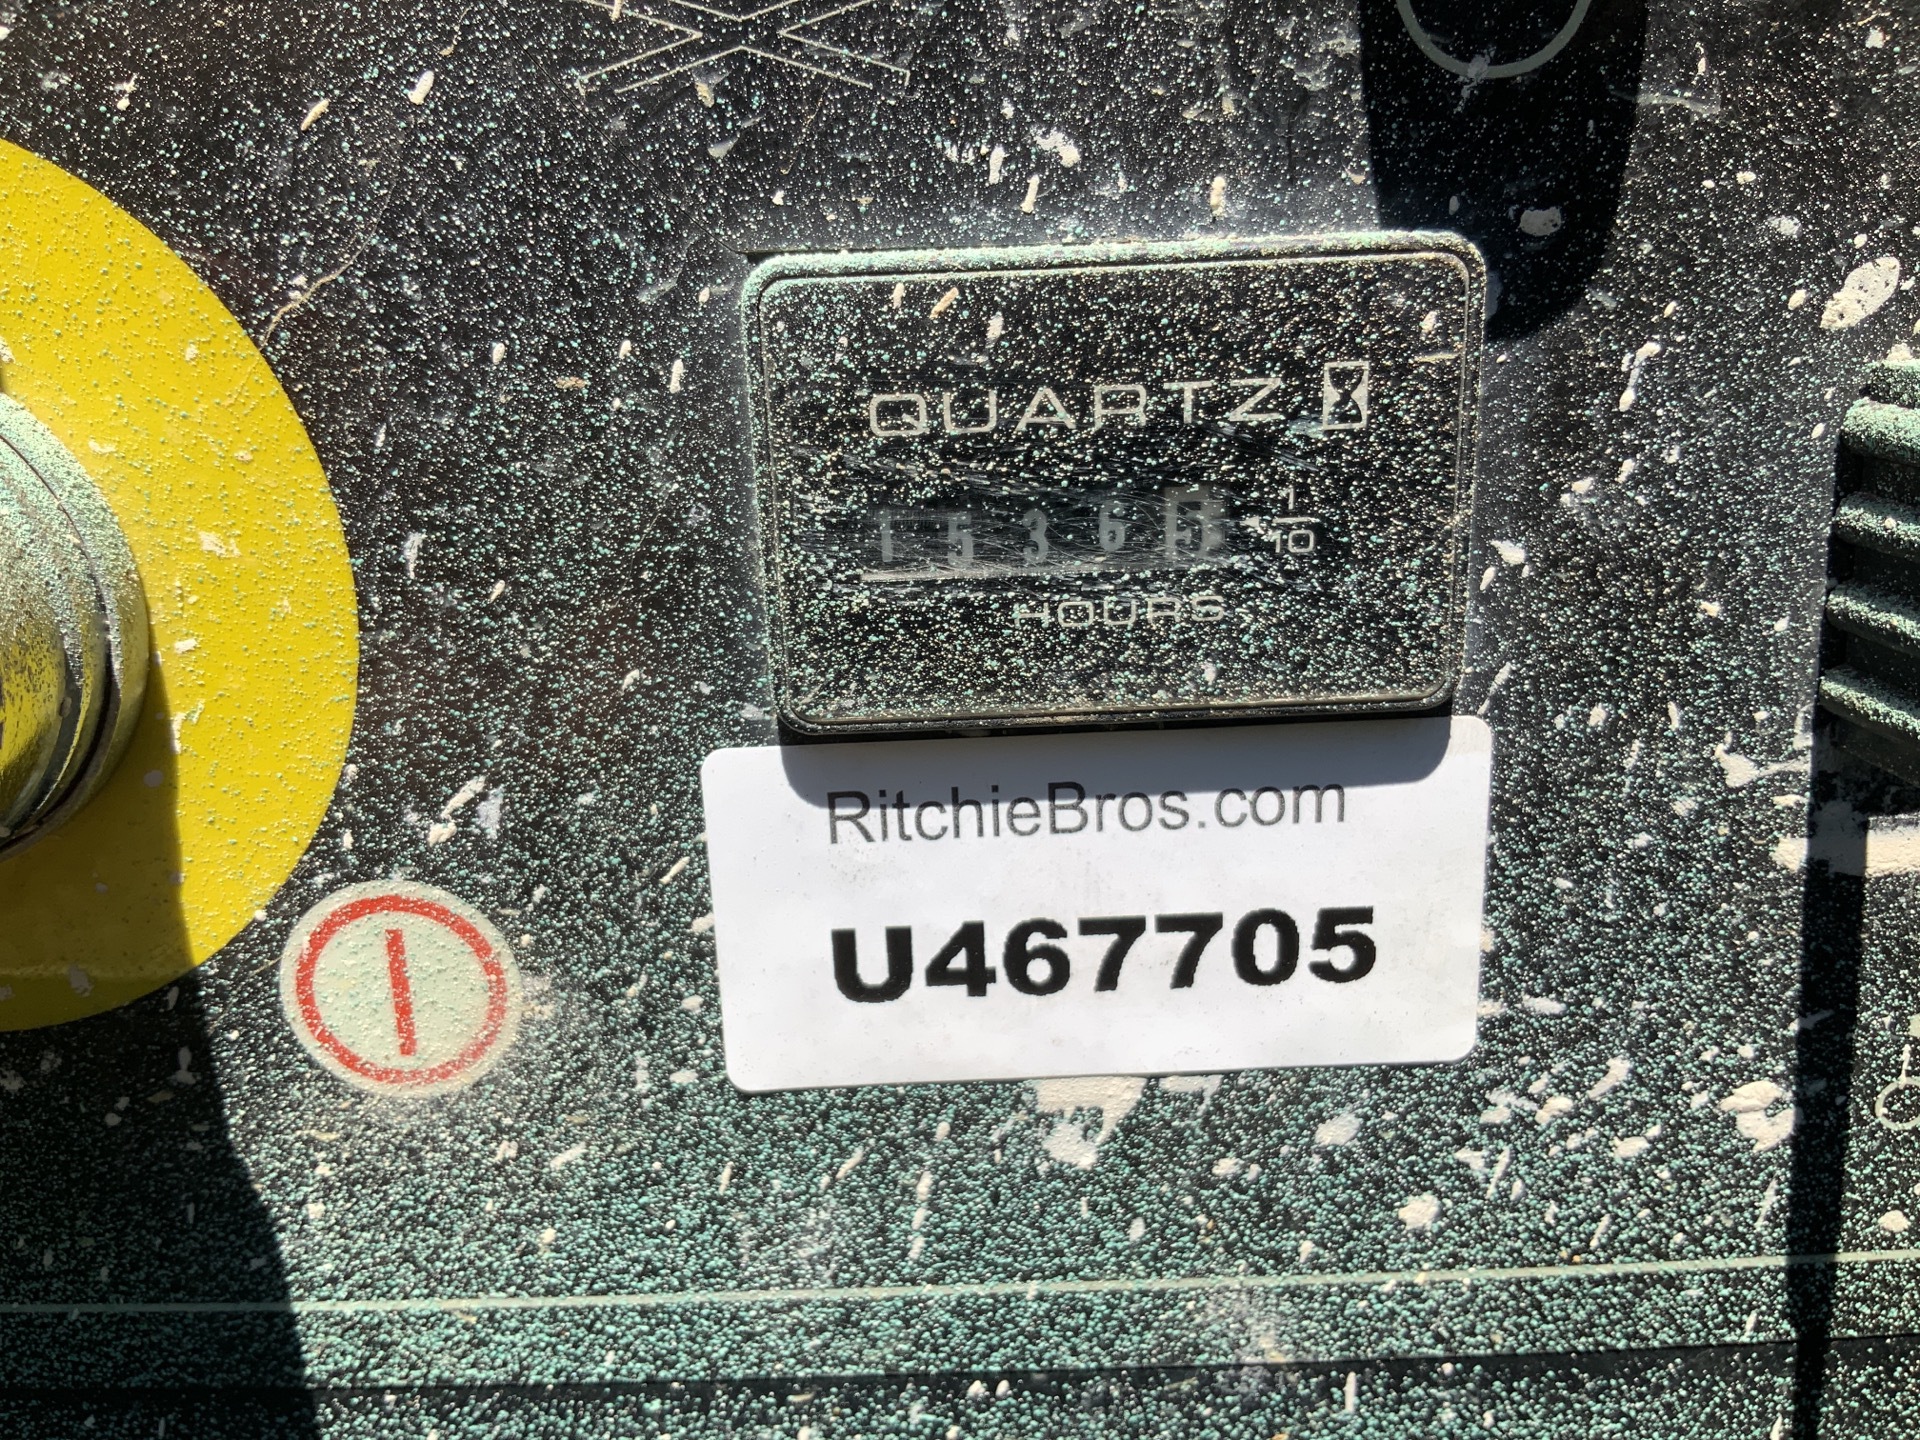 QUARTZ
15365 1/10
HOURS
RitchieBros.com
U467705